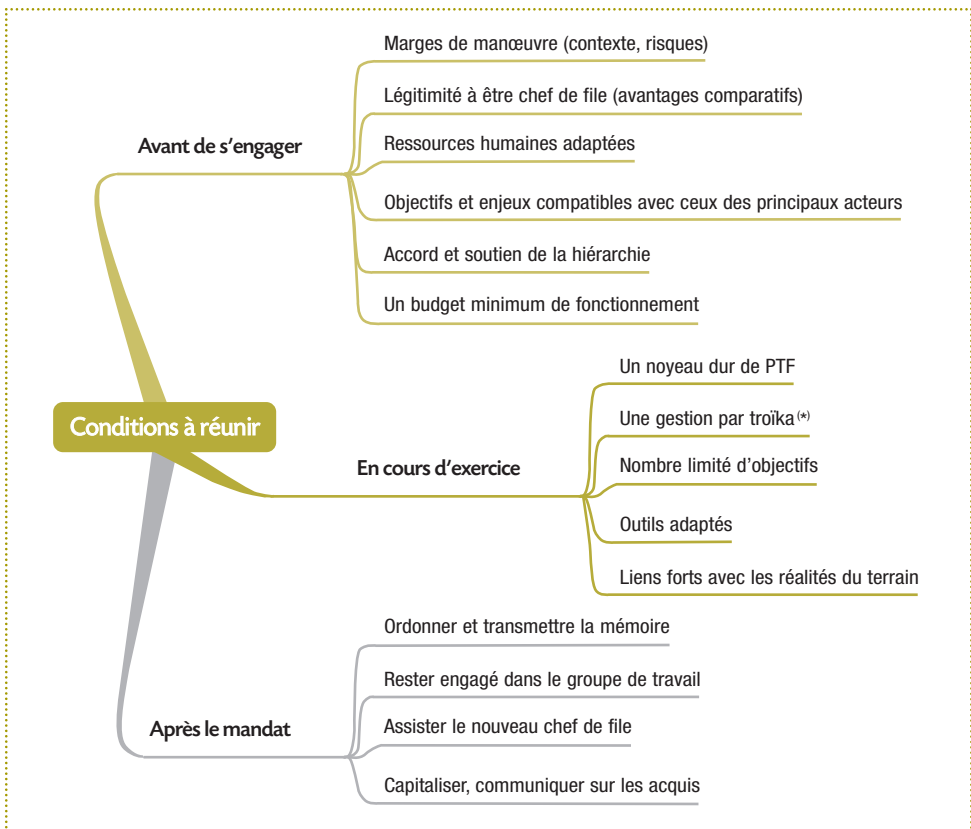 Marges de manœuvre (contexte, risques)
Légitimité à être chef de file (avantages comparatifs)
Avant de s'engager
Ressources humaines adaptées
Objectifs et enjeux compatibles avec ceux des principaux acteurs
Accord et soutien de la hiérarchie
Un budget minimum de fonctionnement
Conditions à réunir
Un noyeau dur de PTF
Une gestion par troïka (*)
En cours d'exercice
Nombre limité d'objectifs
Outils adaptés
Liens forts avec les réalités du terrain
Ordonner et transmettre la mémoire
Rester engagé dans le groupe de travail
Après le mandat
Assister le nouveau chef de file
Capitaliser, communiquer sur les acquis